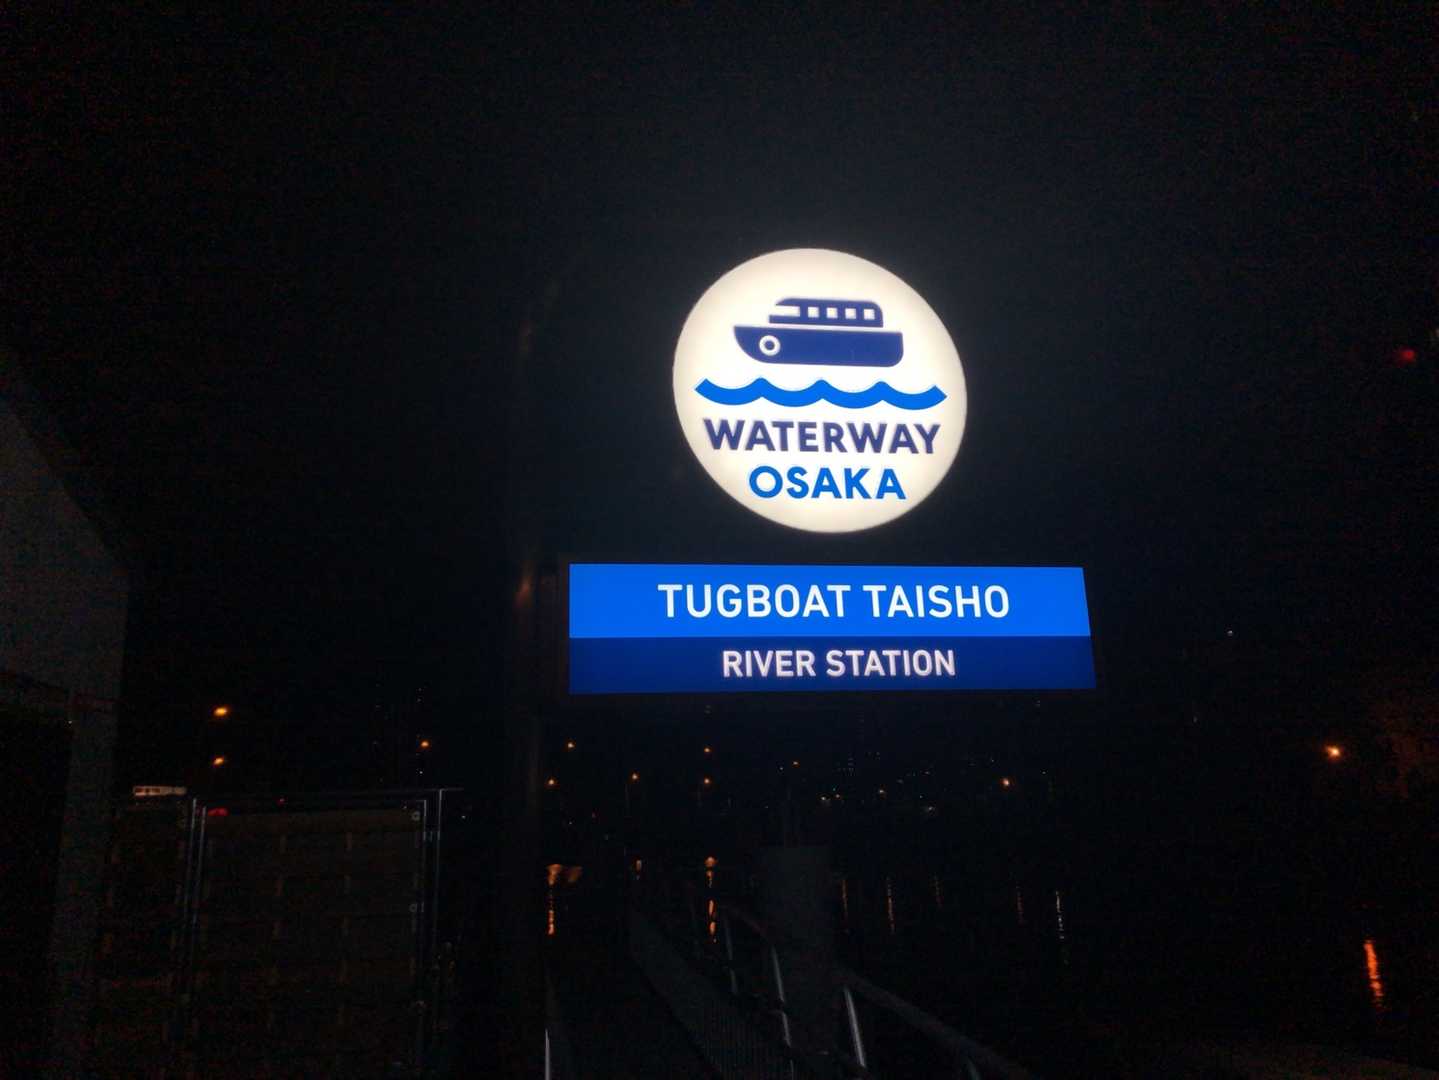 WATERWAY
OSAKA
TUGBOAT TAISHO
RIVER STATION